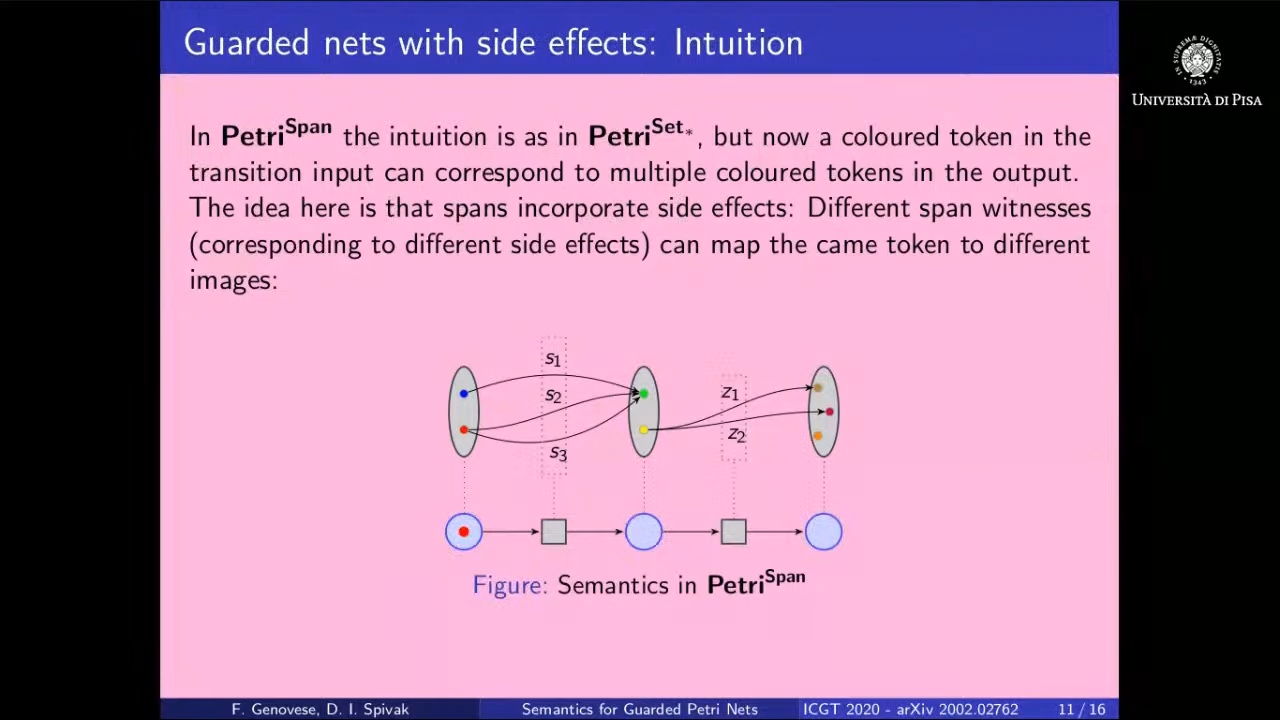 Guarded nets with side effects: Intuition
IN SUPREMÆ DIGNITATIS
1343
UNIVERSITÀ DI PISA
In PetriSpan the intuition is as in PetriSet*, but now a coloured token in the
transition input can correspond to multiple coloured tokens in the output.
The idea here is that spans incorporate side effects: Different span witnesses
(corresponding to different side effects) can map the came token to different
images:
s1
s2
s3
z1
z2
Figure: Semantics in PetriSpan
F. Genovese, D. I. Spivak
Semantics for Guarded Petri Nets
ICGT 2020 - arXiv 2002.02762
11 / 16